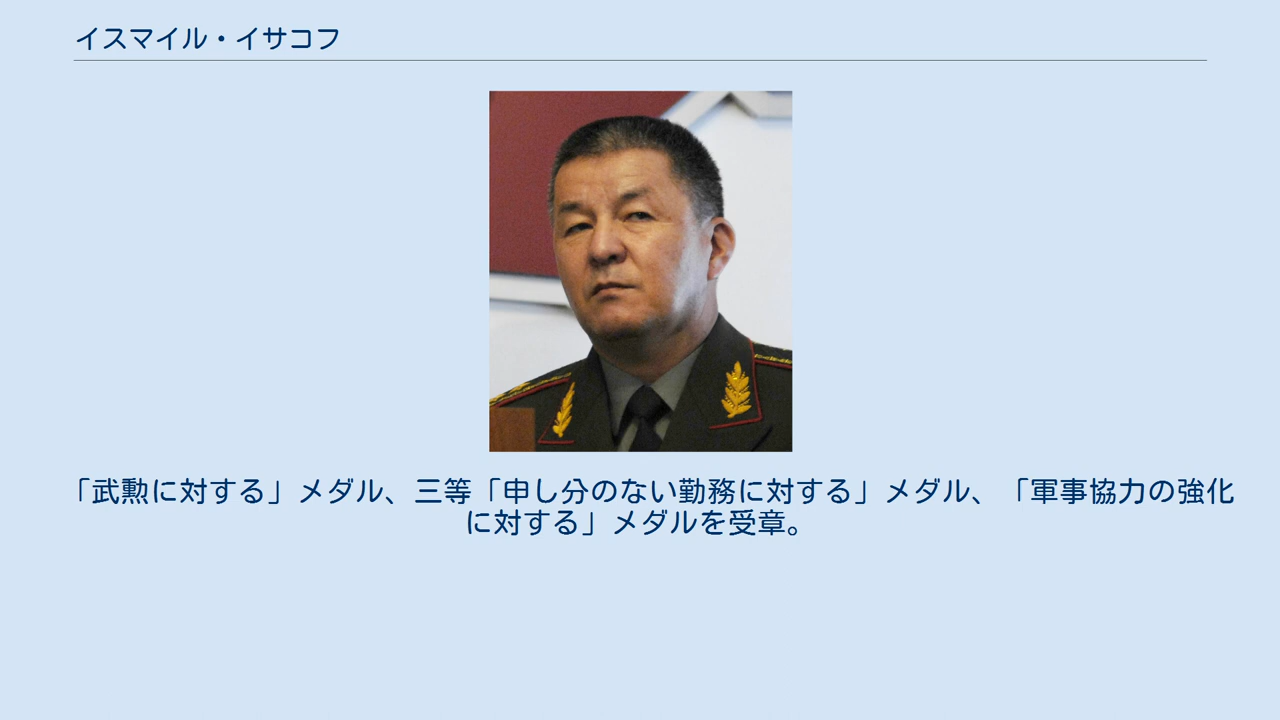 イスマイル・イサコフ
「武勲に対する」メダル、三等「申し分のない勤務に対する」メダル、「軍事協力の強化
に対する」メダルを受章。